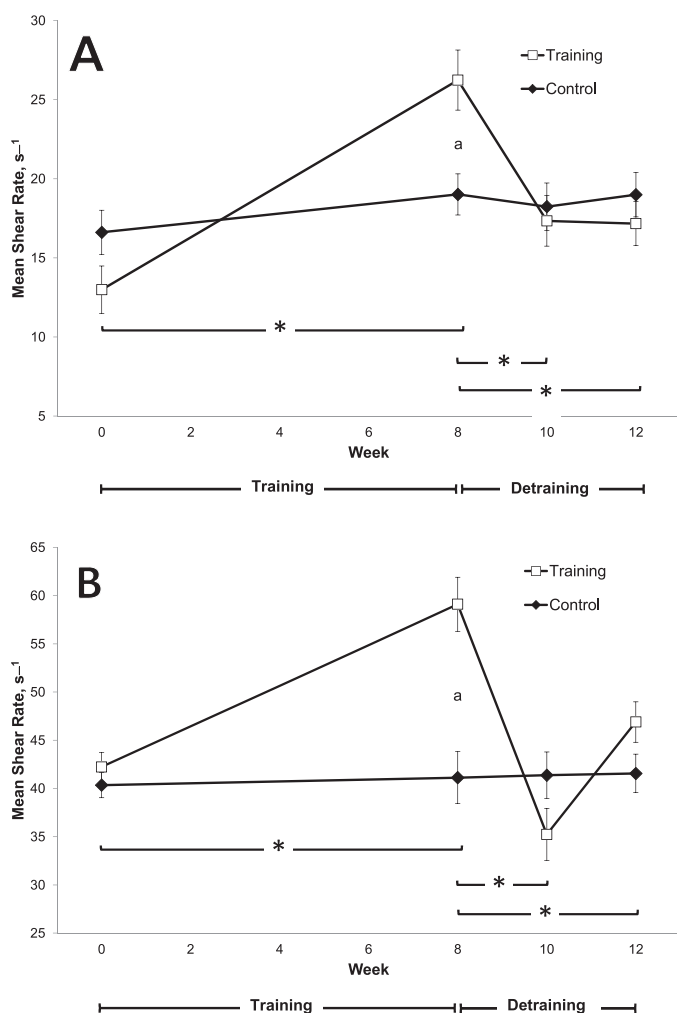 A
30
25
20
15
10
5
Mean Shear Rate, s–1
Training
Control
a
*
*
*
0 2 4 6 8 10 12
Week
Training Detraining
B
65
60
55
50
45
40
35
30
25
Mean Shear Rate, s–1
Training
Control
a
*
*
*
0 2 4 6 8 10 12
Week
Training Detraining